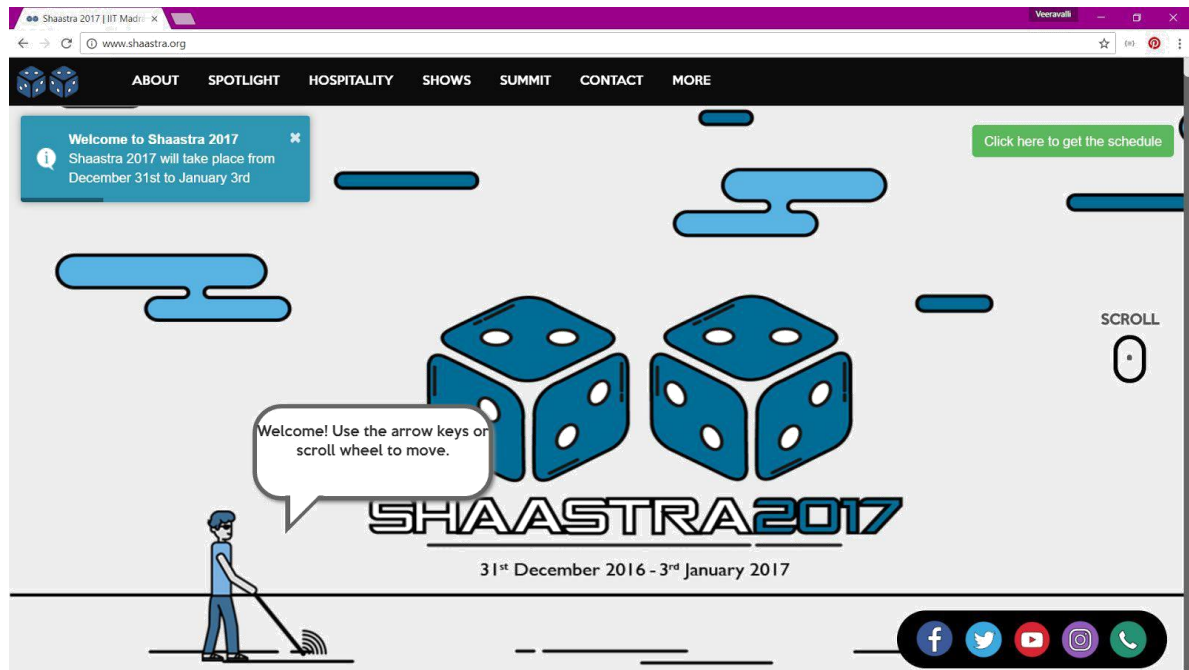 Shaastra 2017 | IIT Madra
Veeravalli
www.shaastra.org
ABOUT SPOTLIGHT HOSPITALITY SHOWS SUMMIT CONTACT MORE
Welcome to Shaastra 2017
Shaastra 2017 will take place from
December 31st to January 3rd
Click here to get the schedule
SCROLL
Welcome! Use the arrow keys or
scroll wheel to move.
SHAASTRA2017
31st December 2016 - 3rd January 2017